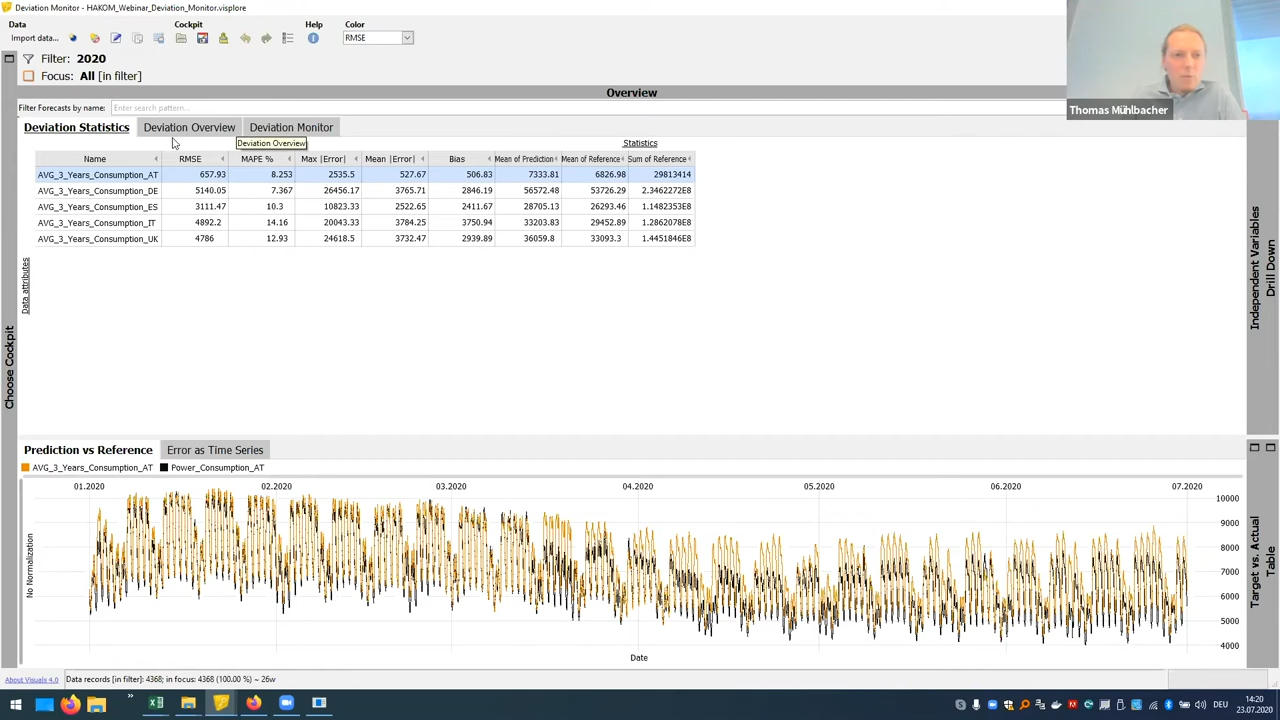 Deviation Monitor - HAKOM_Webinar_Deviation_Monitor.visplore
Data
Cockpit
Help
Color
Import data...
RMSE
Filter: 2020
Focus: All [in filter]
Thomas Mühlbacher
Overview
Filter Forecasts by name: Enter search pattern...
Deviation Statistics Deviation Overview Deviation Monitor
Deviation Overview
Statistics
Name RMSE MAPE % Max |Error| Mean |Error| Bias Mean of Prediction Mean of Reference Sum of Reference
AVG_3_Years_Consumption_AT 657.93 8.253 2535.5 527.67 506.83 7333.81 6826.98 29813414
AVG_3_Years_Consumption_DE 5140.05 7.367 26456.17 3765.71 2846.19 56572.48 53726.29 2.3462272E8
AVG_3_Years_Consumption_ES 3111.47 10.3 10823.33 2522.65 2411.67 28705.13 26293.46 1.1482353E8
AVG_3_Years_Consumption_IT 4892.2 14.16 20043.33 3784.25 3750.94 33203.83 29452.89 1.2862078E8
AVG_3_Years_Consumption_UK 4786 12.93 24618.5 3732.47 2939.89 36059.8 33093.3 1.4451846E8
Data attributes
Choose Cockpit
Independent Variables
Drill Down
Prediction vs Reference Error as Time Series
AVG_3_Years_Consumption_AT Power_Consumption_AT
01.2020 02.2020 03.2020 04.2020 05.2020 06.2020 07.2020
10000
9000
8000
7000
6000
5000
4000
No Normalization
Date
Target vs. Actual
Table
About Visuals 4.0
Data records [in filter]: 4368; in focus: 4368 (100.00 %) ~ 26w
DEU
14:20
23.07.2020